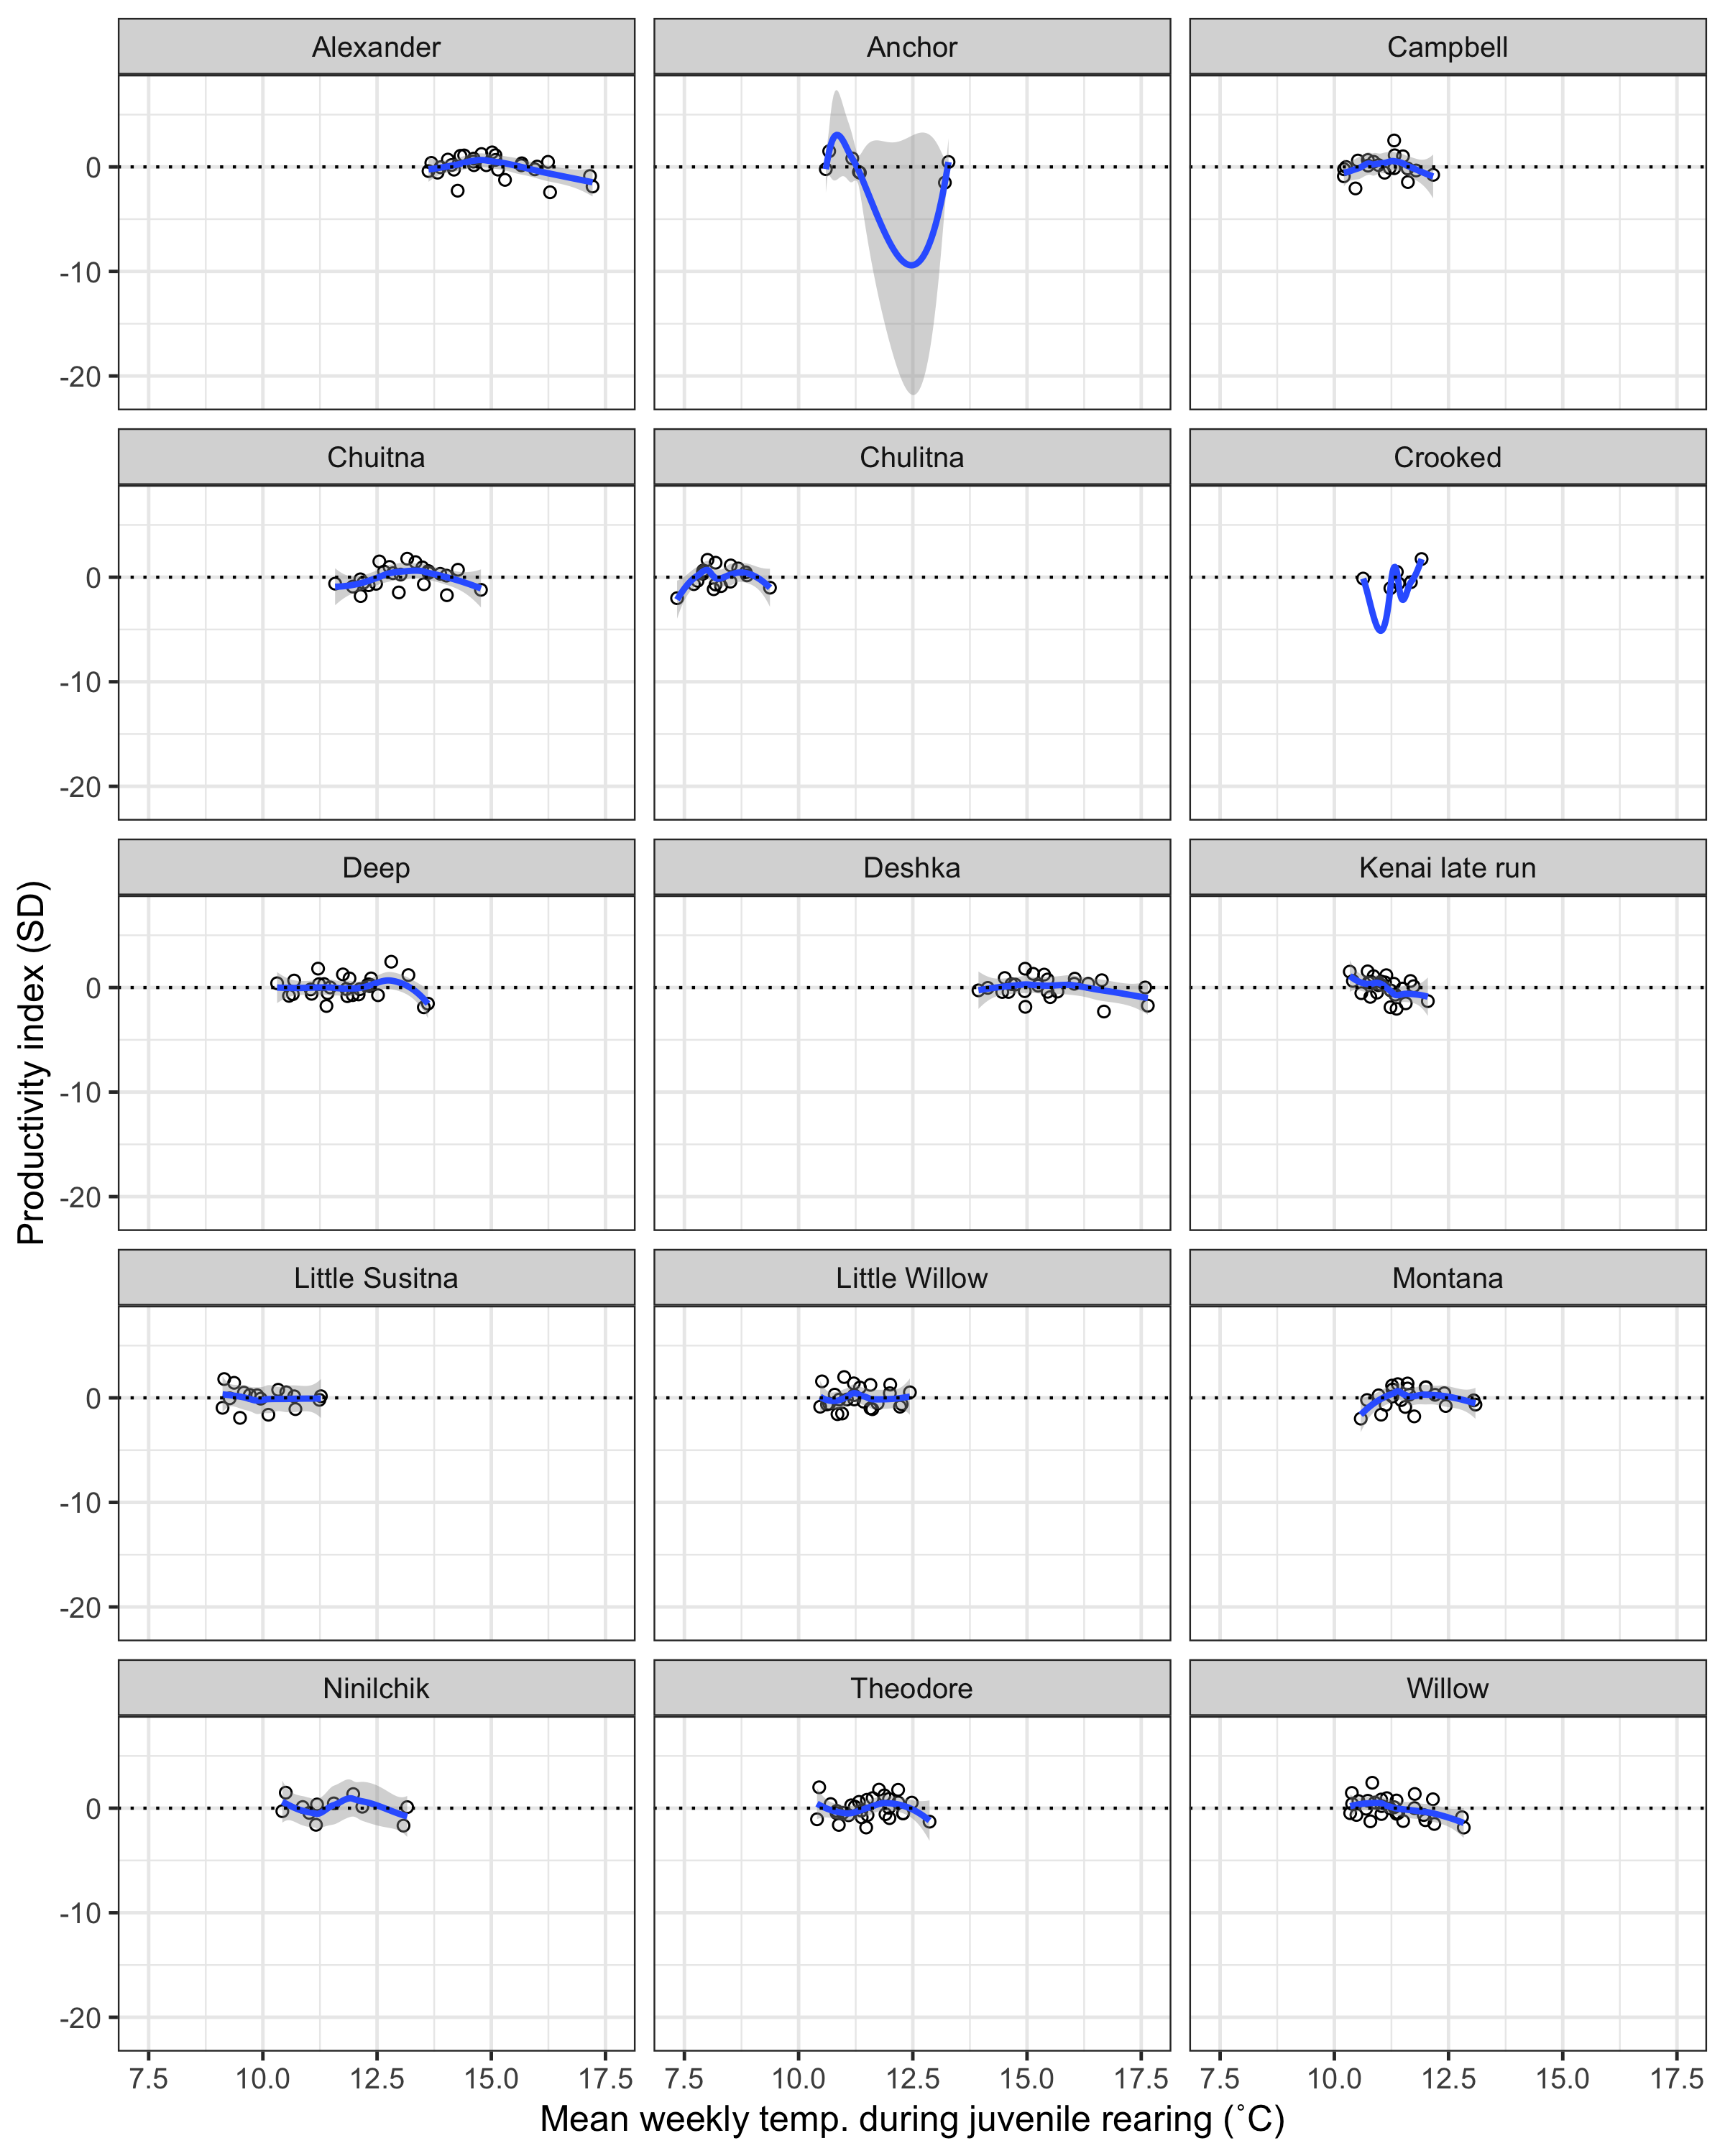 Alexander Anchor Campbell
0
-10
-20
Chuitna Chulitna Crooked
0
-10
-20
Deep Deshka Kenai late run
0
-10
-20
Little Susitna Little Willow Montana
0
-10
-20
Ninilchik Theodore Willow
0
-10
-20
7.5 10.0 12.5 15.0 17.5 7.5 10.0 12.5 15.0 17.5 7.5 10.0 12.5 15.0 17.5
Mean weekly temp. during juvenile rearing (˚C)
Productivity index (SD)